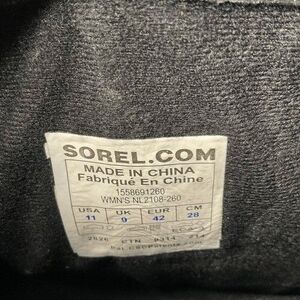 SOREL.COM
MADE IN CHINA
Fabriqué En Chine
1558691260
WMN'S NL2108-260
USA UK EUR CM
11 9 42 28